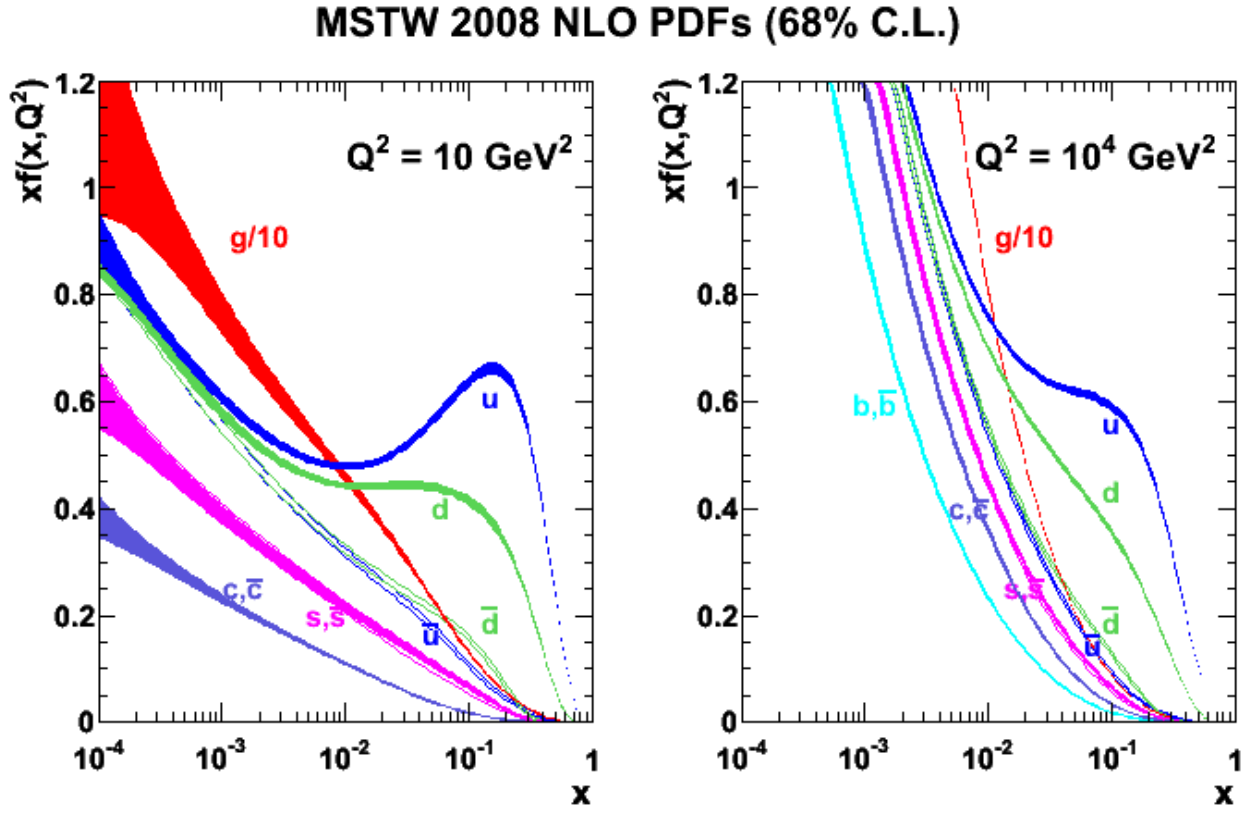 MSTW 2008 NLO PDFs (68% C.L.)
xf(x,Q²)
1.2
1
0.8
0.6
0.4
0.2
0
Q² = 10 GeV²
g/10
u
d
d̅
u̅
s,s̅
c,c̅
10⁻⁴
10⁻³
10⁻²
10⁻¹
1
x
xf(x,Q²)
1.2
1
0.8
0.6
0.4
0.2
0
Q² = 10⁴ GeV²
g/10
b,b̅
u
d
c,c̅
s,s̅
d̅
u̅
10⁻⁴
10⁻³
10⁻²
10⁻¹
1
x